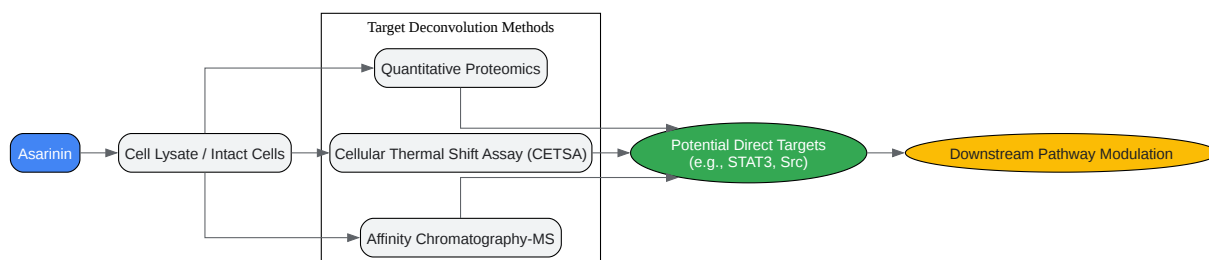 Target Deconvolution Methods
Quantitative Proteomics
Asarinin
Cell Lysate / Intact Cells
Cellular Thermal Shift Assay (CETSA)
Potential Direct Targets
(e.g., STAT3, Src)
Downstream Pathway Modulation
Affinity Chromatography-MS